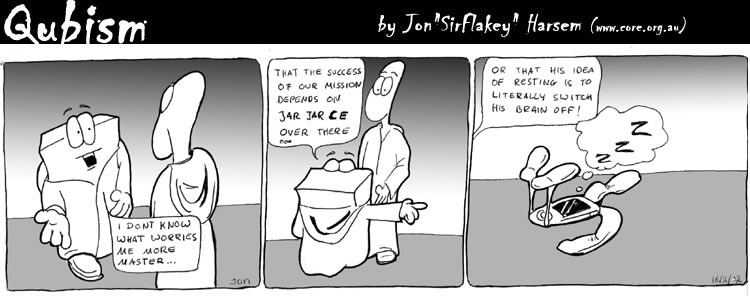 Qubism
by Jon "SirFlakey" Harsem (www.core.org.au)
I DONT KNOW
WHAT WORRIES
ME MORE
MASTER...
Jon
THAT THE SUCCESS
OF OUR MISSION
DEPENDS ON
JAR JAR CE
OVER THERE
...
OR THAT HIS IDEA
OF RESTING IS TO
LITERALLY SWITCH
HIS BRAIN OFF!
Z
Z
Z